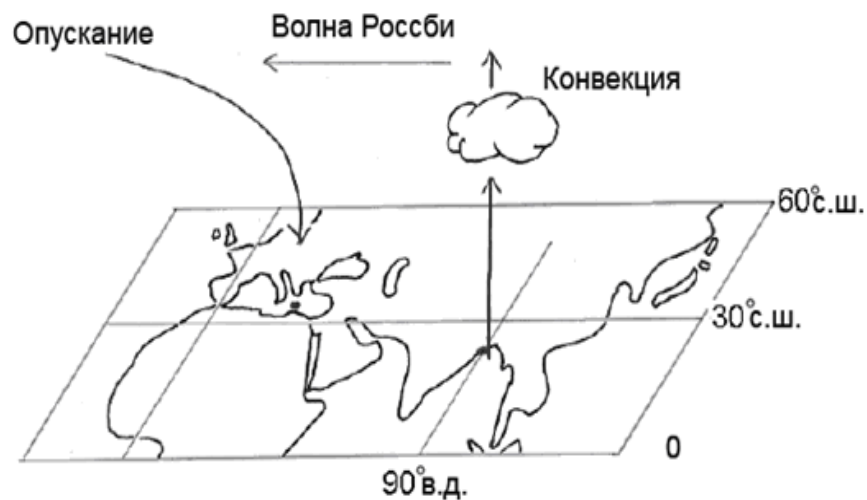 Опускание
Волна Россби
Конвекция
60°с.ш.
30°с.ш.
0
90°в.д.